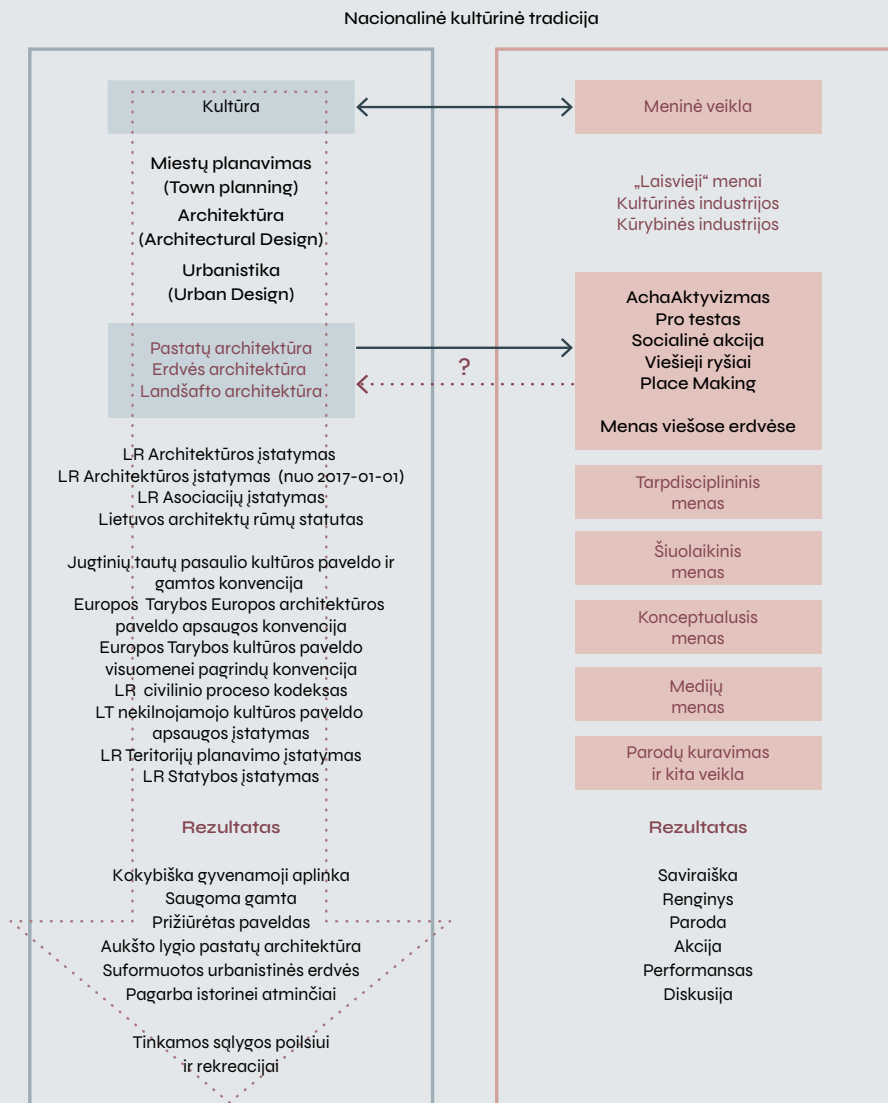 Nacionalinė kultūrinė tradicija
Kultūra
Miestų planavimas
(Town planning)
Architektūra
(Architectural Design)
Urbanistika
(Urban Design)
Pastatų architektūra
Erdvės architektūra
Landšafto architektūra
LR Architektūros įstatymas
LR Architektūros įstatymas (nuo 2017-01-01)
LR Asociacijų įstatymas
Lietuvos architektų rūmų statutas
Jugtinių tautų pasaulio kultūros paveldo ir
gamtos konvencija
Europos Tarybos Europos architektūros
paveldo apsaugos konvencija
Europos Tarybos kultūros paveldo
visuomenei pagrindų konvencija
LR civilinio proceso kodeksas
LT nekilnojamojo kultūros paveldo
apsaugos įstatymas
LR Teritorijų planavimo įstatymas
LR Statybos įstatymas
Rezultatas
Kokybiška gyvenamoji aplinka
Saugoma gamta
Prižiūrėtas paveldas
Aukšto lygio pastatų architektūra
Suformuotos urbanistinės erdvės
Pagarba istorinei atminčiai
Tinkamos sąlygos poilsiui
ir rekreacijai
?
Meninė veikla
„Laisvieji“ menai
Kultūrinės industrijos
Kūrybinės industrijos
AchaAktyvizmas
Pro testas
Socialinė akcija
Viešieji ryšiai
Place Making
Menas viešose erdvėse
Tarpdisciplininis
menas
Šiuolaikinis
menas
Konceptualusis
menas
Medijų
menas
Parodų kuravimas
ir kita veikla
Rezultatas
Saviraiška
Renginys
Paroda
Akcija
Performansas
Diskusija